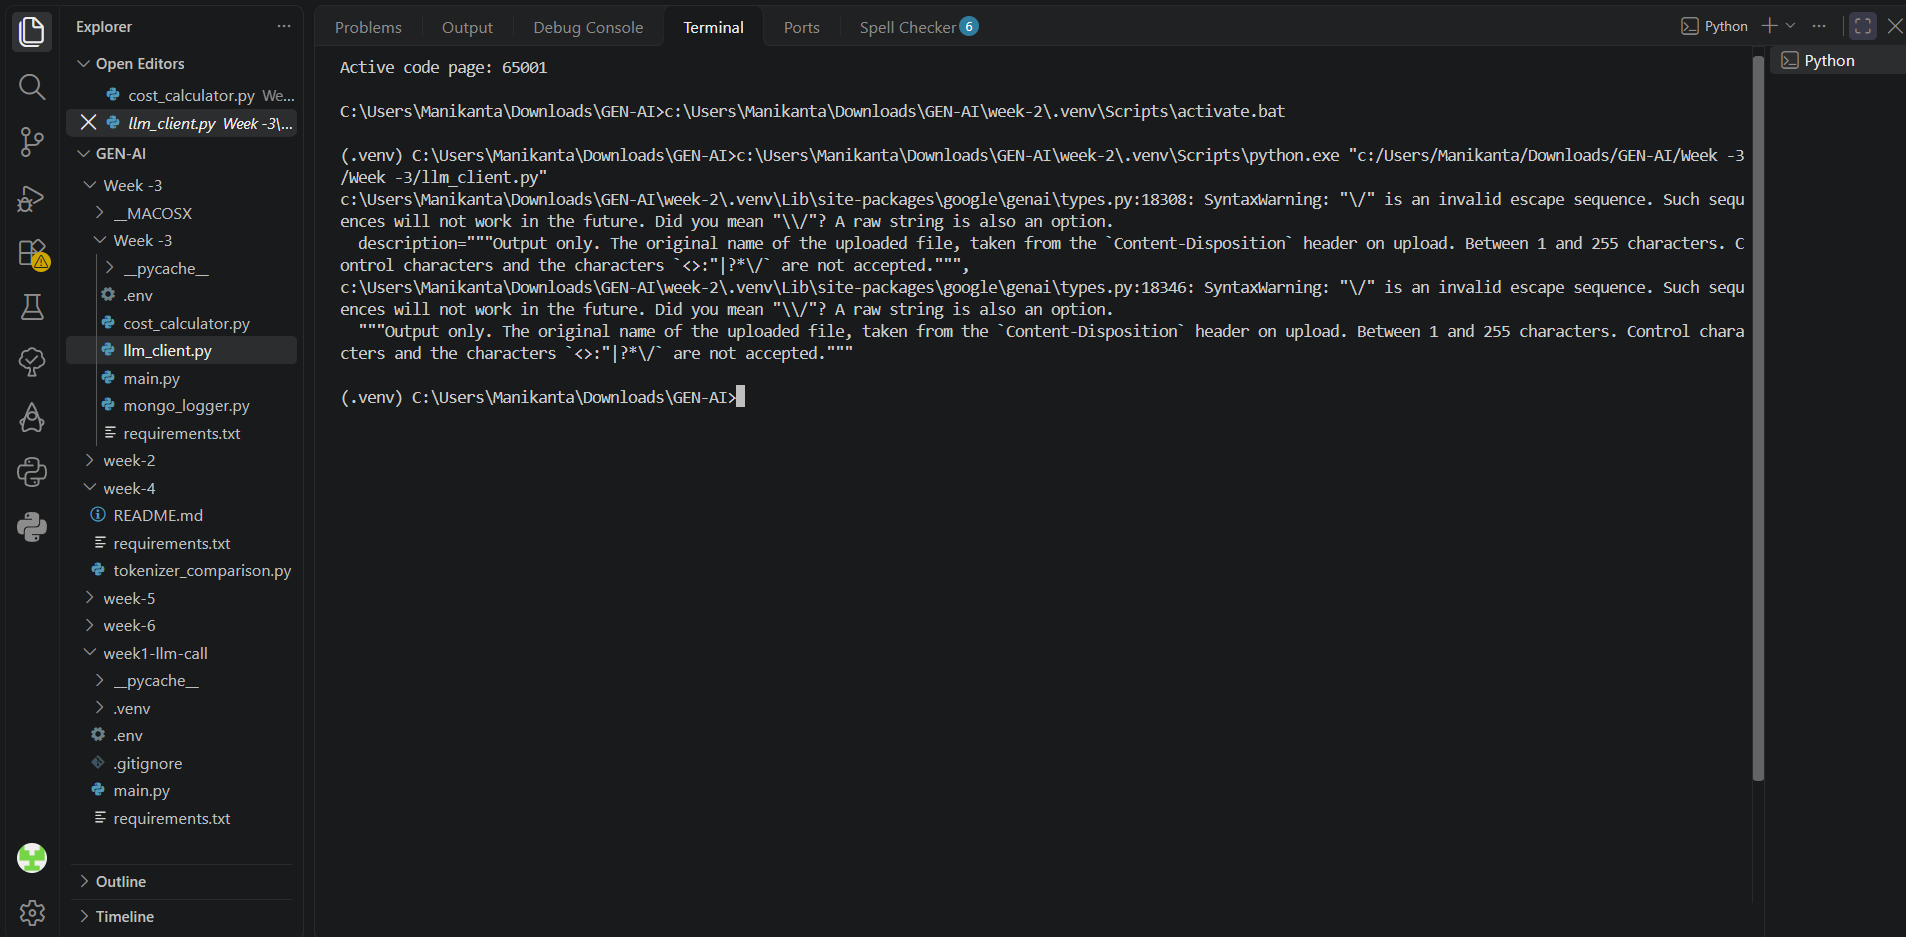 Explorer
Open Editors
cost_calculator.py We...
llm_client.py Week -3\...
GEN-AI
Week -3
__MACOSX
Week -3
__pycache__
.env
cost_calculator.py
llm_client.py
main.py
mongo_logger.py
requirements.txt
week-2
week-4
README.md
requirements.txt
tokenizer_comparison.py
week-5
week-6
week1-llm-call
__pycache__
.venv
.env
.gitignore
main.py
requirements.txt
Outline
Timeline
Problems Output Debug Console Terminal Ports Spell Checker 6
Python
Python
Active code page: 65001
C:\Users\Manikanta\Downloads\GEN-AI>c:\Users\Manikanta\Downloads\GEN-AI\week-2\.venv\Scripts\activate.bat
(.venv) C:\Users\Manikanta\Downloads\GEN-AI>c:\Users\Manikanta\Downloads\GEN-AI\week-2\.venv\Scripts\python.exe "c:/Users/Manikanta/Downloads/GEN-AI/Week -3
/Week -3/llm_client.py"
c:\Users\Manikanta\Downloads\GEN-AI\week-2\.venv\Lib\site-packages\google\genai\types.py:18308: SyntaxWarning: "\/" is an invalid escape sequence. Such sequ
ences will not work in the future. Did you mean "\\/"? A raw string is also an option.
description="""Output only. The original name of the uploaded file, taken from the `Content-Disposition` header on upload. Between 1 and 255 characters. C
ontrol characters and the characters `<>:"|?*\/` are not accepted.""",
c:\Users\Manikanta\Downloads\GEN-AI\week-2\.venv\Lib\site-packages\google\genai\types.py:18346: SyntaxWarning: "\/" is an invalid escape sequence. Such sequ
ences will not work in the future. Did you mean "\\/"? A raw string is also an option.
"""Output only. The original name of the uploaded file, taken from the `Content-Disposition` header on upload. Between 1 and 255 characters. Control chara
cters and the characters `<>:"|?*\/` are not accepted."""
(.venv) C:\Users\Manikanta\Downloads\GEN-AI>